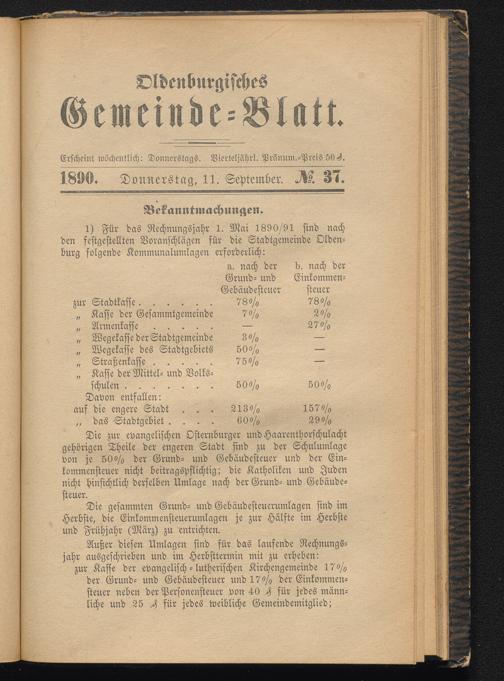 Oldenburgisches
Gemeinde-Blatt.
Erscheint wöchentlich: Donnerstags. Vierteljährl. Pränum.-Preis 50 ₰.
1890. Donnerstag, 11. September. № 37.
Bekanntmachungen.
1) Für das Rechnungsjahr 1. Mai 1890/91 sind nach
den festgestellten Voranschlägen für die Stadtgemeinde Olden-
burg folgende Kommunalumlagen erforderlich:
a. nach der b. nach der
Grund- und Einkommen-
Gebäudesteuer steuer
zur Stadtkasse . . . . . . 78% 78%
„ Kasse der Gesammtgemeinde 7% 2%
„ Armenkasse . . . . . — 27%
„ Wegekasse der Stadtgemeinde 3% —
„ Wegekasse des Stadtgebiets 50% —
„ Straßenkasse . . . . . 75% —
„ Kasse der Mittel- und Volks-
schulen . . . . . . . 50% 50%
Davon entfallen:
auf die engere Stadt . . . 213% 157%
„ das Stadtgebiet . . . . 60% 29%
Die zur evangelischen Osternburger und Haarenthorschulacht
gehörigen Theile der engeren Stadt sind zu der Schulumlage
von je 50% der Grund- und Gebäudesteuer und der Ein-
kommensteuer nicht beitragspflichtig; die Katholiken und Juden
nicht hinsichtlich derselben Umlage nach der Grund- und Gebäude-
steuer.
Die gesammten Grund- und Gebäudesteuerumlagen sind im
Herbste, die Einkommensteuerumlagen je zur Hälfte im Herbste
und Frühjahr (März) zu entrichten.
Außer diesen Umlagen sind für das laufende Rechnungs-
jahr ausgeschrieben und im Herbsttermin mit zu erheben:
zur Kasse der evangelisch-lutherischen Kirchengemeinde 17%
der Grund- und Gebäudesteuer und 17% der Einkommen-
steuer neben der Personensteuer von 40 ₰ für jedes männ-
liche und 25 ₰ für jedes weibliche Gemeindemitglied;